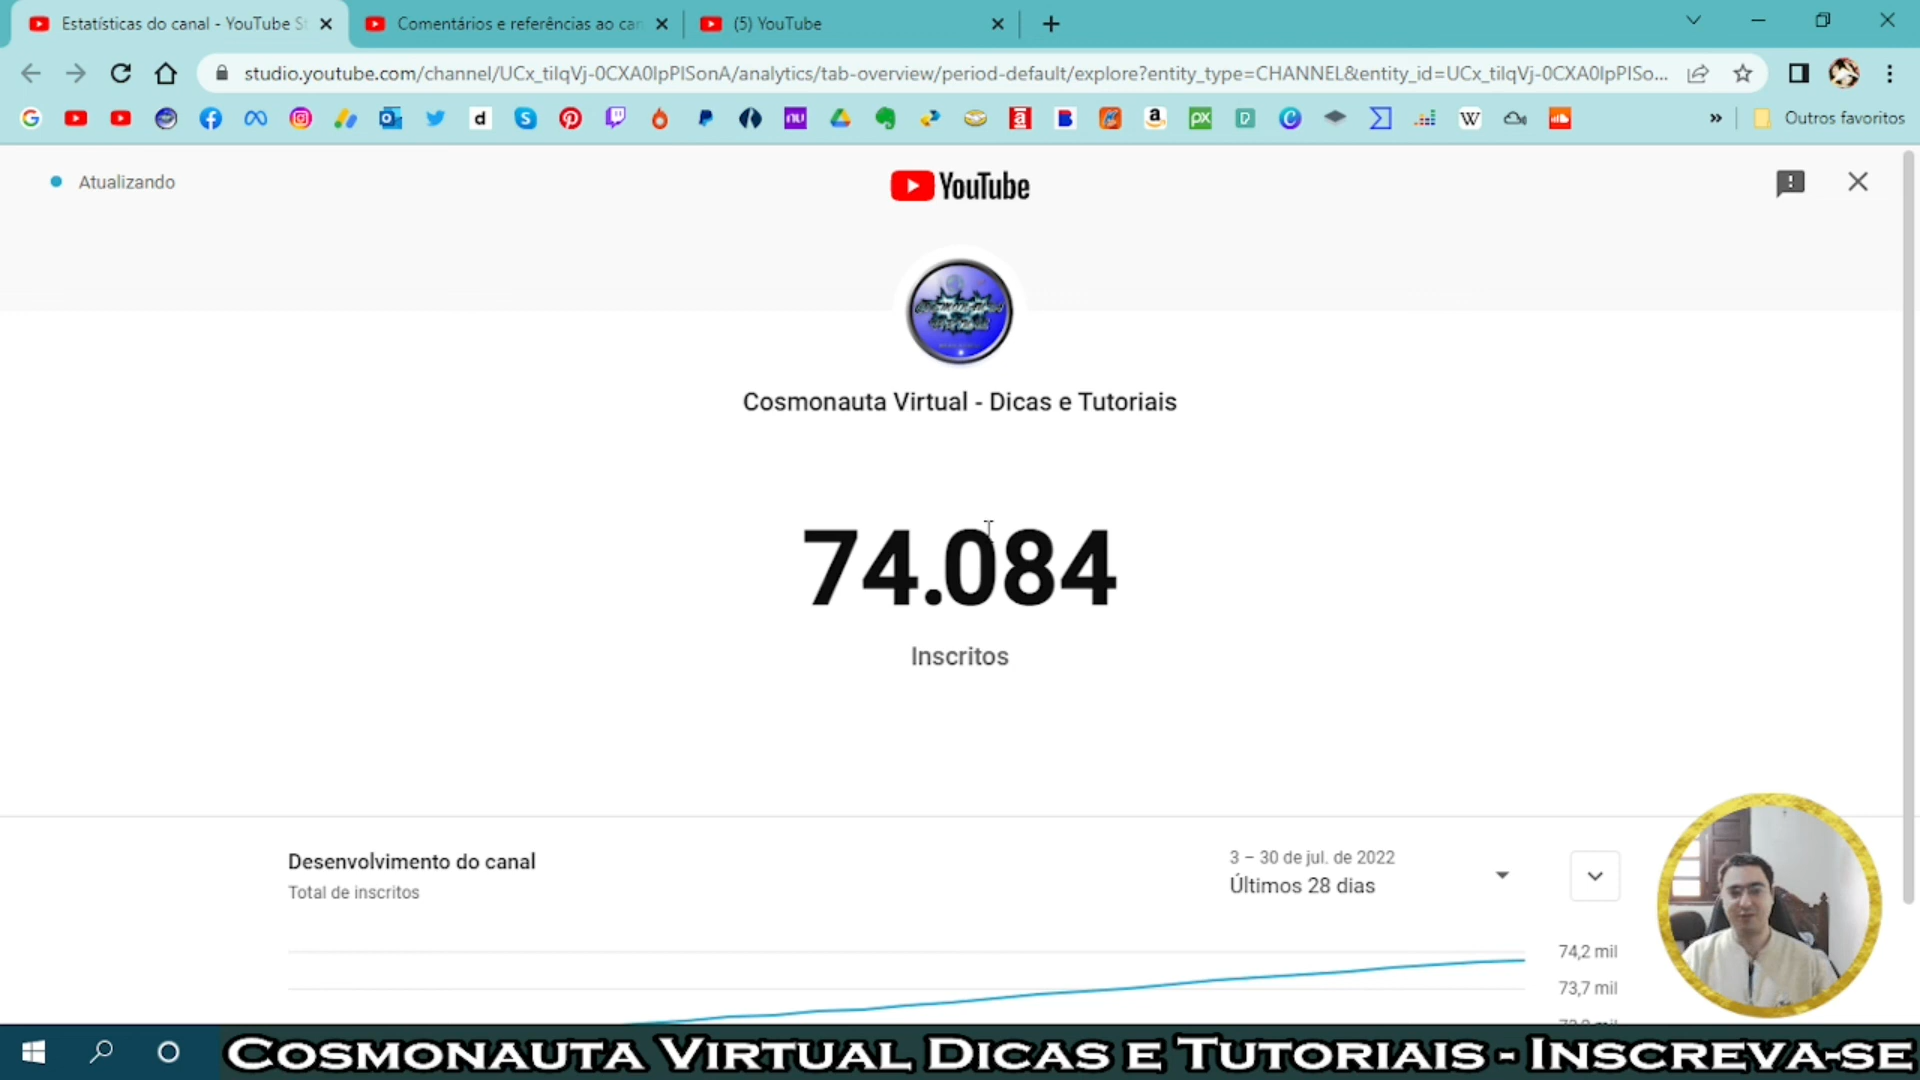 Estatísticas do canal - YouTube S
Comentários e referências ao can
(5) YouTube
studio.youtube.com/channel/UCx_tilqVj-0CXA0IpPISonA/analytics/tab-overview/period-default/explore?entity_type=CHANNEL&entity_id=UCx_tilqVj-0CXA0IpPISo...
Outros favoritos
Atualizando
YouTube
Cosmonauta Virtual - Dicas e Tutoriais
74.084
Inscritos
Desenvolvimento do canal
Total de inscritos
3 – 30 de jul. de 2022
Últimos 28 dias
74,2 mil
73,7 mil
COSMONAUTA VIRTUAL DICAS E TUTORIAIS - INSCREVA-SE